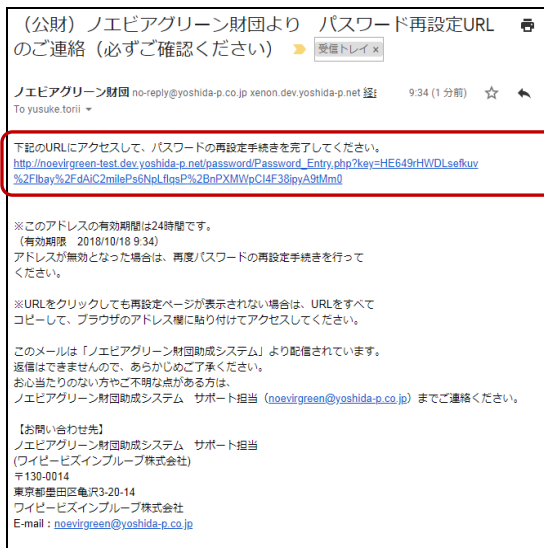 （公財）ノエビアグリーン財団より　パスワード再設定URL
のご連絡（必ずご確認ください） 受信トレイ x
ノエビアグリーン財団 no-reply@yoshida-p.co.jp xenon.dev.yoshida-p.net 経 9:34 (1 分前)
To yusuke.torii
下記のURLにアクセスして、パスワードの再設定手続きを完了してください。
http://noevirgreen-test.dev.yoshida-p.net/password/Password_Entry.php?key=HE649rHWDLsefkuv
%2Flbay%2FdAiC2milePs6NpLflqsP%2BnPXMWpCI4F38ipyA9tMm0
※このアドレスの有効期間は24時間です。
（有効期限　2018/10/18 9:34）
アドレスが無効となった場合は、再度パスワードの再設定手続きを行って
ください。
※URLをクリックしても再設定ページが表示されない場合は、URLをすべて
コピーして、ブラウザのアドレス欄に貼り付けてアクセスしてください。
このメールは「ノエビアグリーン財団助成システム」より配信されています。
返信はできませんので、あらかじめご了承ください。
お心当たりのない方やご不明な点がある方は、
ノエビアグリーン財団助成システム　サポート担当（noevirgreen@yoshida-p.co.jp）までご連絡ください。
【お問い合わせ先】
ノエビアグリーン財団助成システム　サポート担当
(ワイピービズインプルーブ株式会社)
〒130-0014
東京都墨田区亀沢3-20-14
ワイピービズインプルーブ株式会社
E-mail：noevirgreen@yoshida-p.co.jp